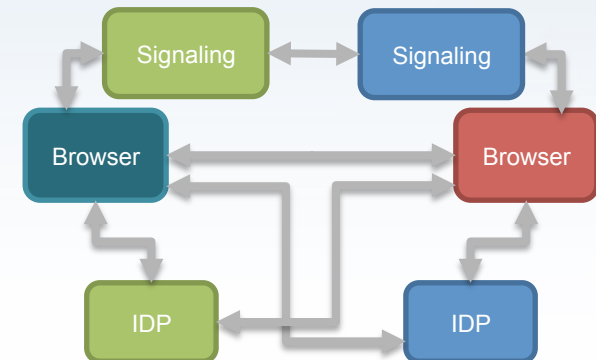 Signaling
Signaling
Browser
Browser
IDP
IDP